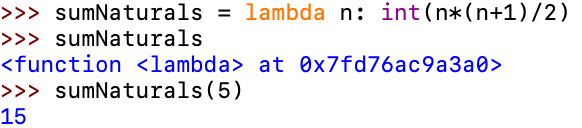 >>> sumNaturals = lambda n: int(n*(n+1)/2)
>>> sumNaturals
<function <lambda> at 0x7fd76ac9a3a0>
>>> sumNaturals(5)
15